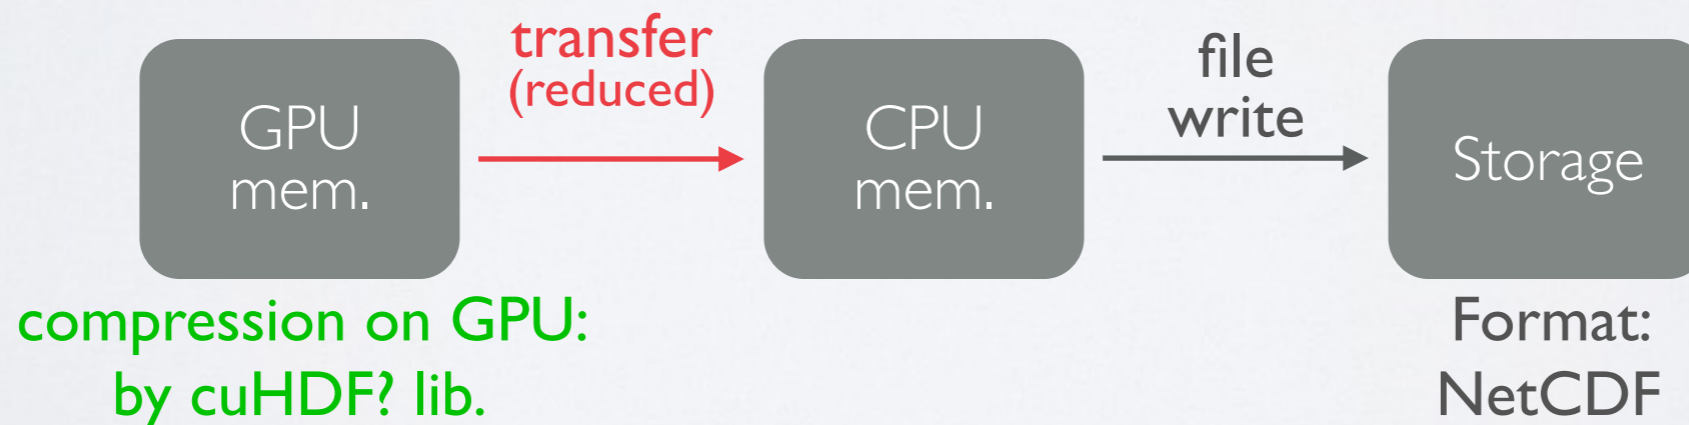 GPU
mem.
transfer
(reduced)
CPU
mem.
file
write
Storage
compression on GPU:
by cuHDF? lib.
Format:
NetCDF